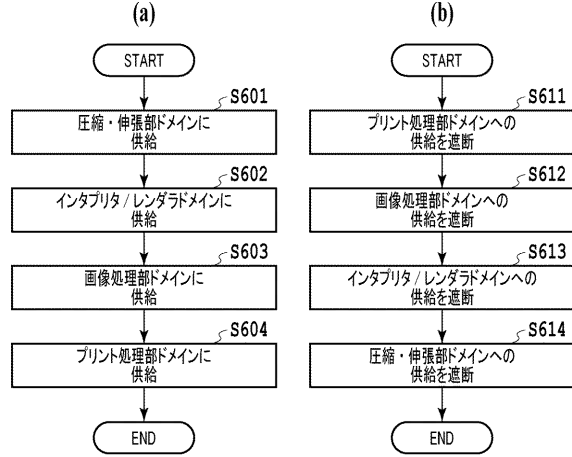 (a)
START
S601
圧縮・伸張部ドメインに
供給
S602
インタプリタ/レンダラドメインに
供給
S603
画像処理部ドメインに
供給
S604
プリント処理部ドメインに
供給
END
(b)
START
S611
プリント処理部ドメインへの
供給を遮断
S612
画像処理部ドメインへの
供給を遮断
S613
インタプリタ/レンダラドメインへの
供給を遮断
S614
圧縮・伸張部ドメインへの
供給を遮断
END